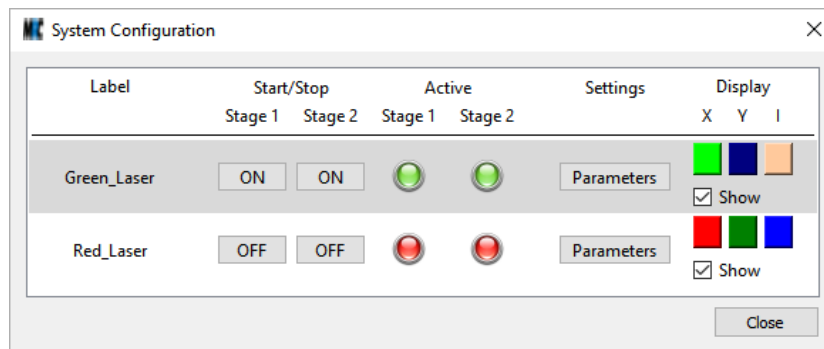 System Configuration
Label Start/Stop Active Settings Display
Stage 1 Stage 2 Stage 1 Stage 2 X Y I
Green_Laser ON ON Parameters
Show
Red_Laser OFF OFF Parameters
Show
Close